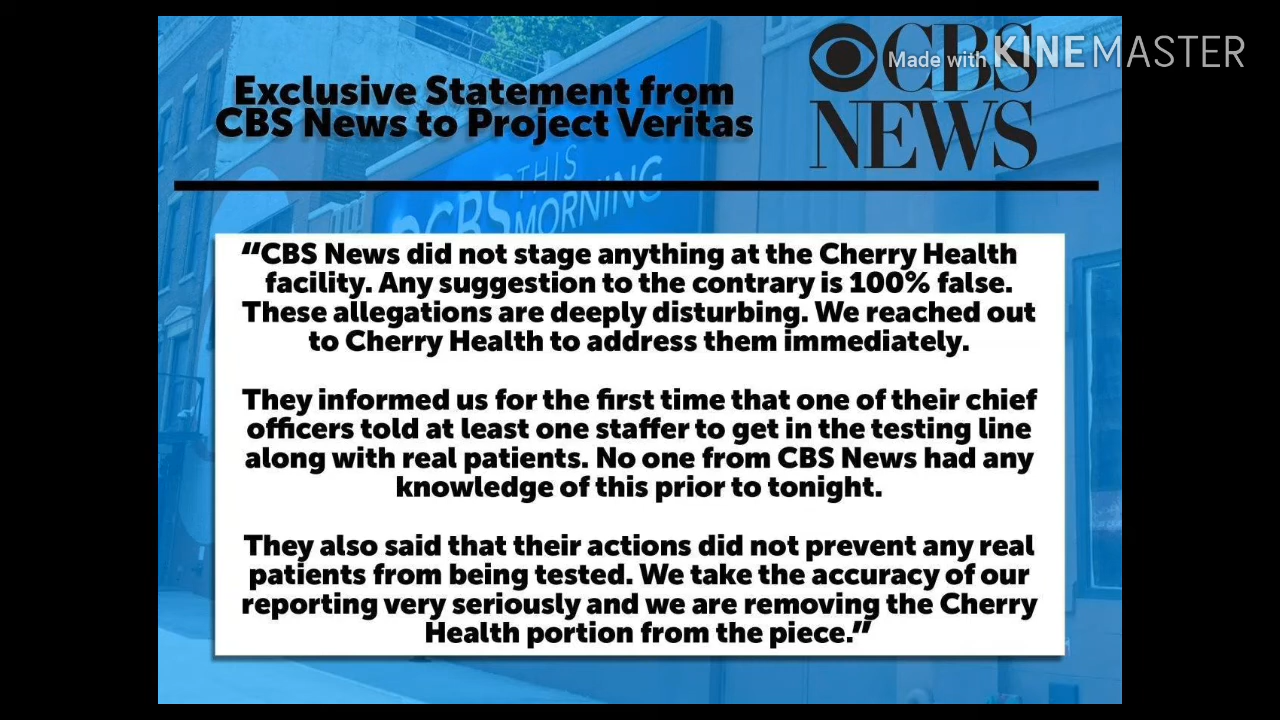 Made with KINEMASTER
CBS
NEWS
Exclusive Statement from
CBS News to Project Veritas
CBS THIS
MORNING
“CBS News did not stage anything at the Cherry Health
facility. Any suggestion to the contrary is 100% false.
These allegations are deeply disturbing. We reached out
to Cherry Health to address them immediately.
They informed us for the first time that one of their chief
officers told at least one staffer to get in the testing line
along with real patients. No one from CBS News had any
knowledge of this prior to tonight.
They also said that their actions did not prevent any real
patients from being tested. We take the accuracy of our
reporting very seriously and we are removing the Cherry
Health portion from the piece.”